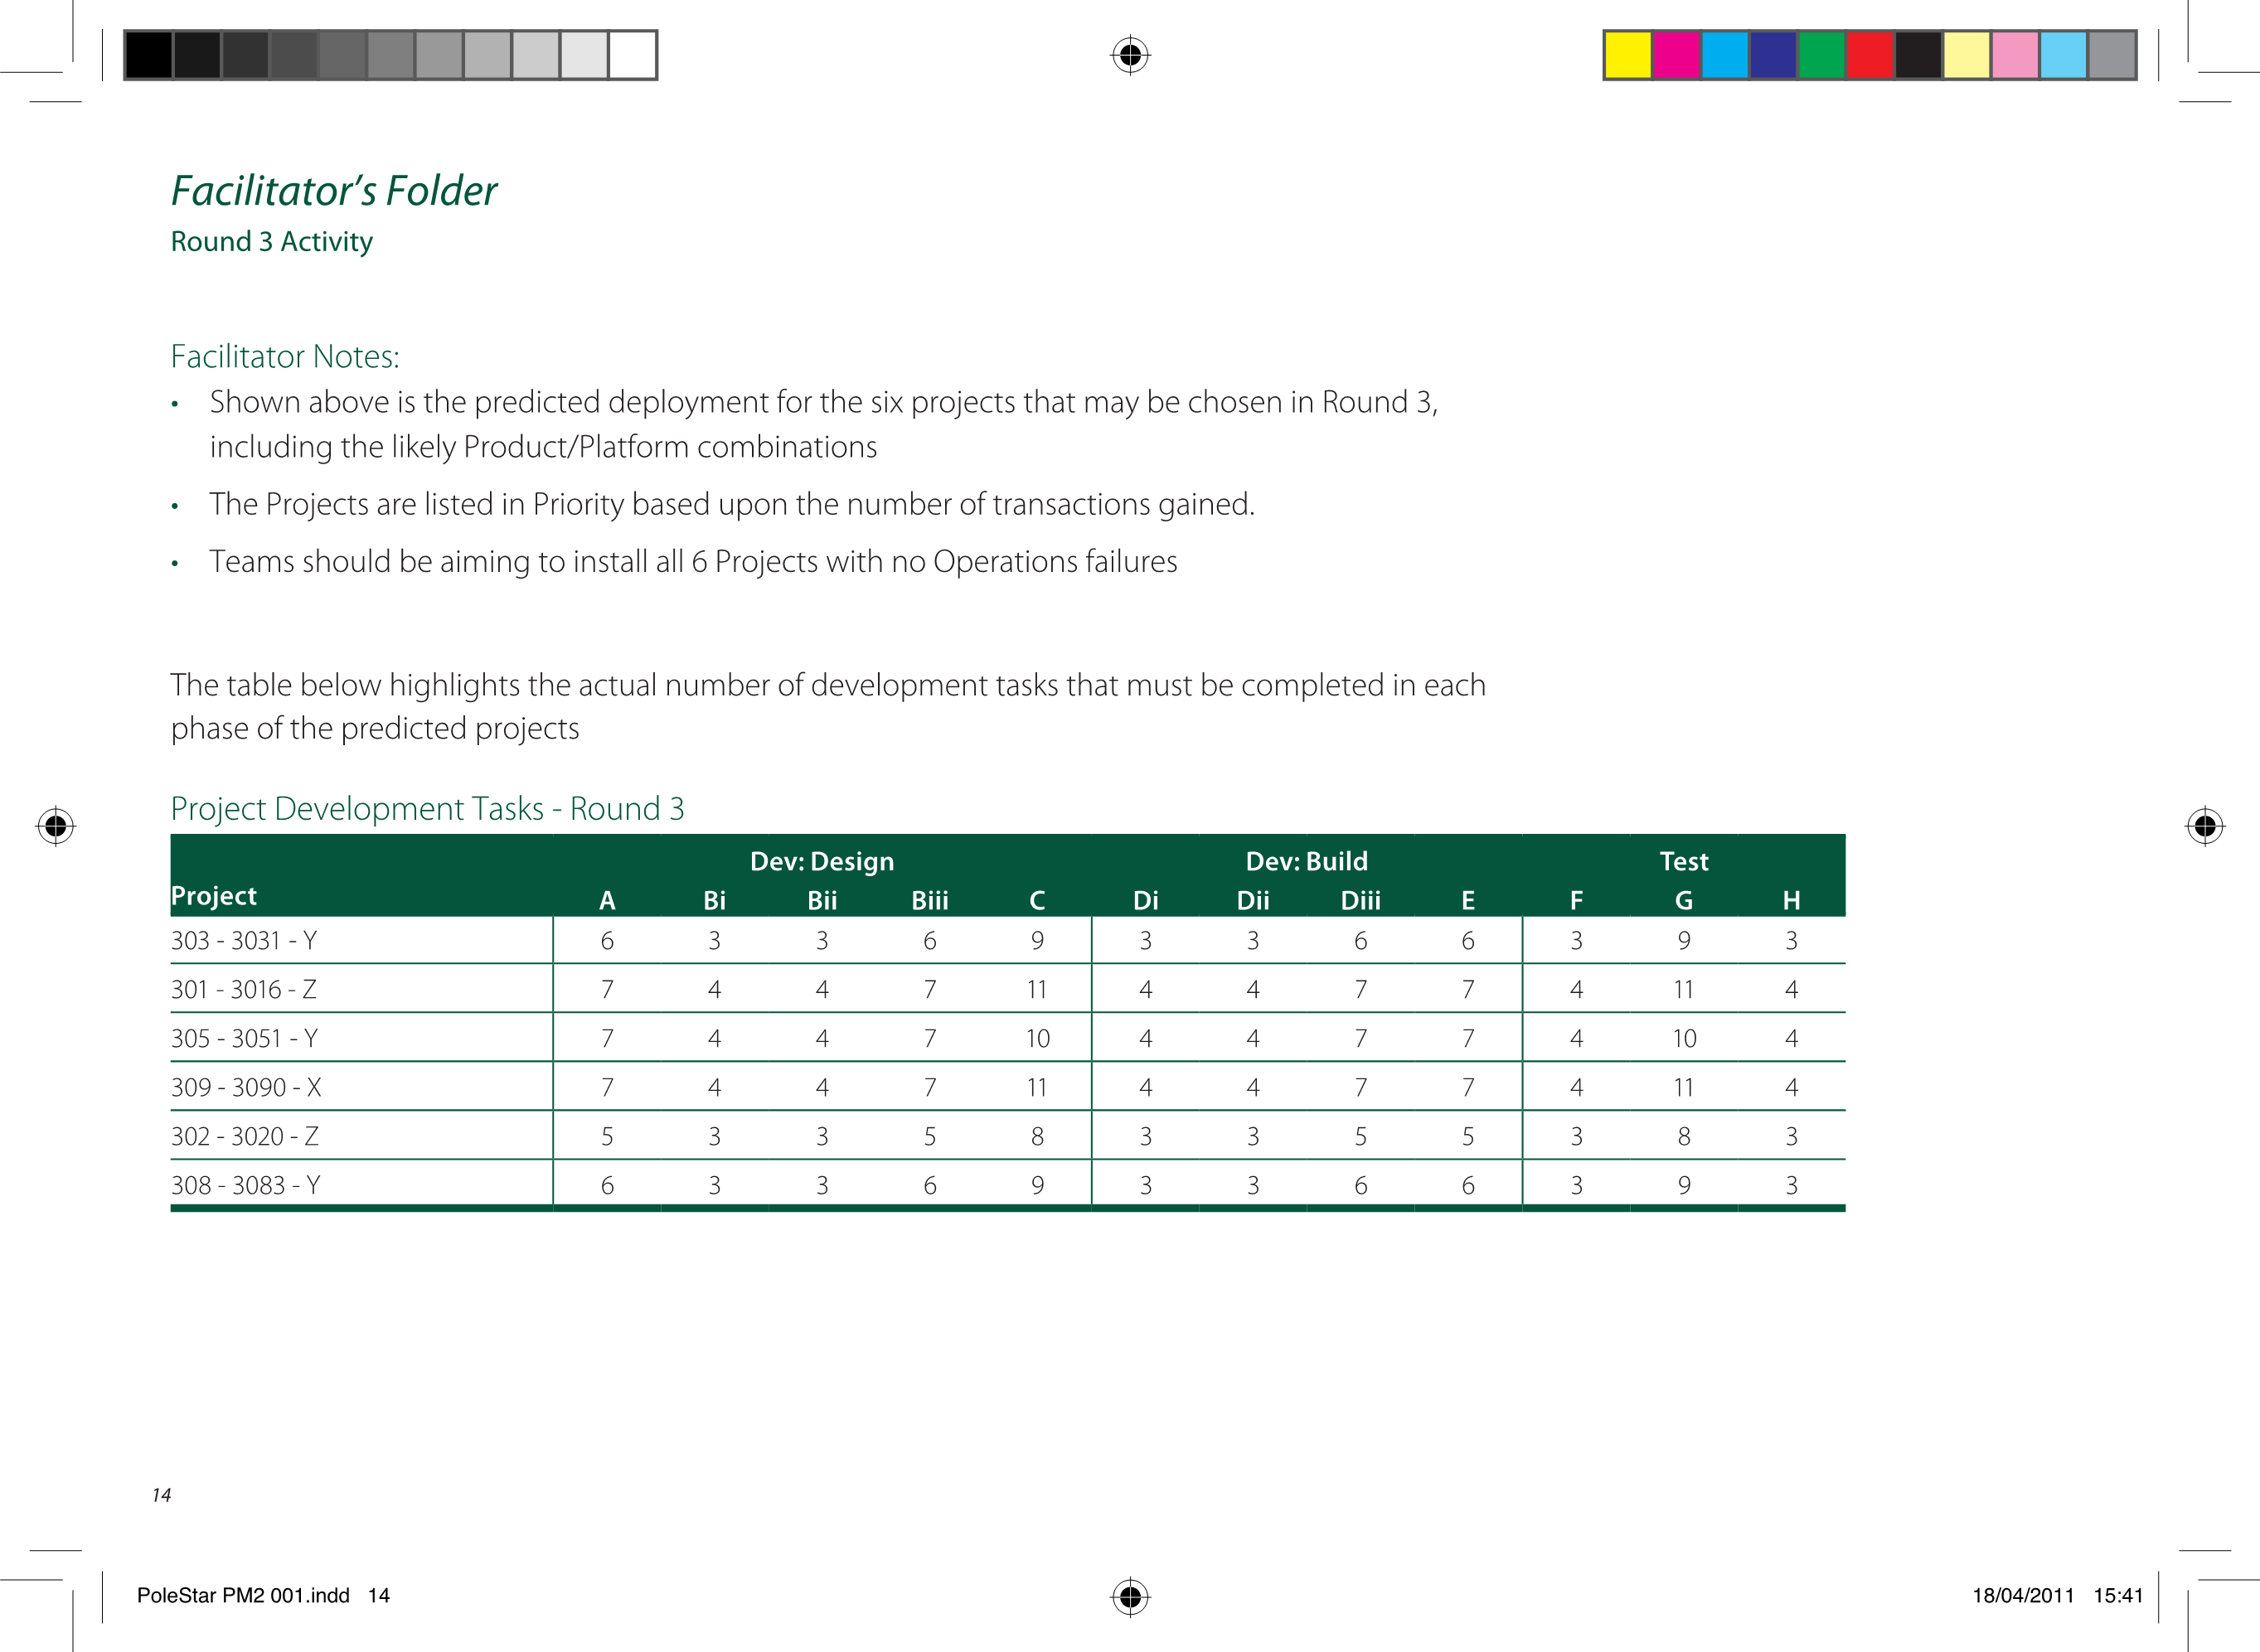 Facilitator’s Folder
Round 3 Activity
Facilitator Notes:
• Shown above is the predicted deployment for the six projects that may be chosen in Round 3,
including the likely Product/Platform combinations
• The Projects are listed in Priority based upon the number of transactions gained.
• Teams should be aiming to install all 6 Projects with no Operations failures
The table below highlights the actual number of development tasks that must be completed in each
phase of the predicted projects
Project Development Tasks - Round 3
Dev: Design Dev: Build Test
Project A Bi Bii Biii C Di Dii Diii E F G H
303 - 3031 - Y 6 3 3 6 9 3 3 6 6 3 9 3
301 - 3016 - Z 7 4 4 7 11 4 4 7 7 4 11 4
305 - 3051 - Y 7 4 4 7 10 4 4 7 7 4 10 4
309 - 3090 - X 7 4 4 7 11 4 4 7 7 4 11 4
302 - 3020 - Z 5 3 3 5 8 3 3 5 5 3 8 3
308 - 3083 - Y 6 3 3 6 9 3 3 6 6 3 9 3
14
PoleStar PM2 001.indd 14 18/04/2011 15:41